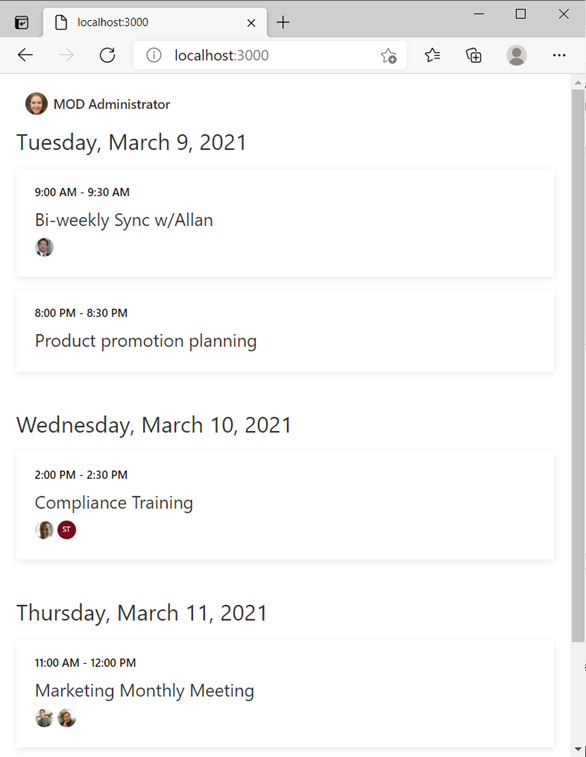 localhost:3000
localhost:3000
MOD Administrator
Tuesday, March 9, 2021
9:00 AM - 9:30 AM
Bi-weekly Sync w/Allan
8:00 PM - 8:30 PM
Product promotion planning
Wednesday, March 10, 2021
2:00 PM - 2:30 PM
Compliance Training
ST
Thursday, March 11, 2021
11:00 AM - 12:00 PM
Marketing Monthly Meeting